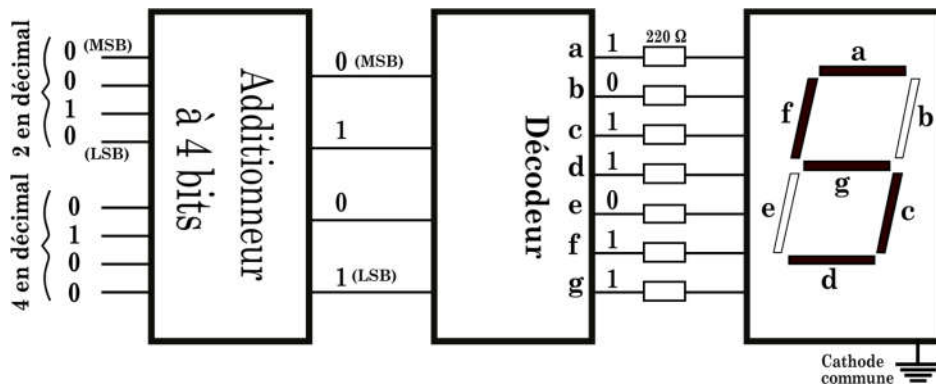 2 en décimal
0 (MSB)
0
1
0
(LSB)
4 en décimal
0
1
0
0
Additionneur
à 4 bits
0 (MSB)
1
0
1 (LSB)
Décodeur
a 1
b 0
c 1
d 1
e 0
f 1
g 1
220 Ω
a
f
b
g
e
c
d
Cathode
commune